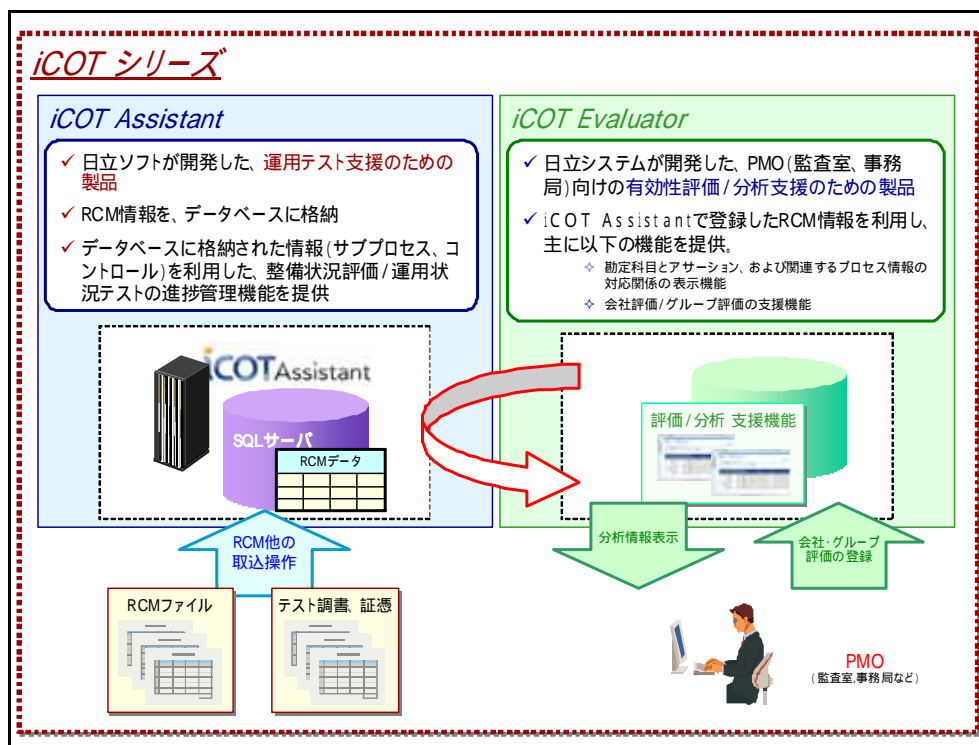 iCOT シリーズ
iCOT Assistant
✓ 日立ソフトが開発した、運用テスト支援のための
製品
✓ RCM情報を、データベースに格納
✓ データベースに格納された情報(サブプロセス、コ
ントロール)を利用した、整備状況評価/運用状
況テストの進捗管理機能を提供
iCOT Assistant
SQLサーバ
RCMデータ
RCM他の
取込操作
RCMファイル
テスト調書、証憑
iCOT Evaluator
✓ 日立システムが開発した、PMO(監査室、事務
局)向けの有効性評価/分析支援のための製品
✓ iCOT Assistantで登録したRCM情報を利用し、
主に以下の機能を提供。
✧ 勘定科目とアサーション、および関連するプロセス情報の
対応関係の表示機能
✧ 会社評価/グループ評価の支援機能
評価/分析 支援機能
分析情報表示
会社・グループ
評価の登録
PMO
(監査室,事務局など)